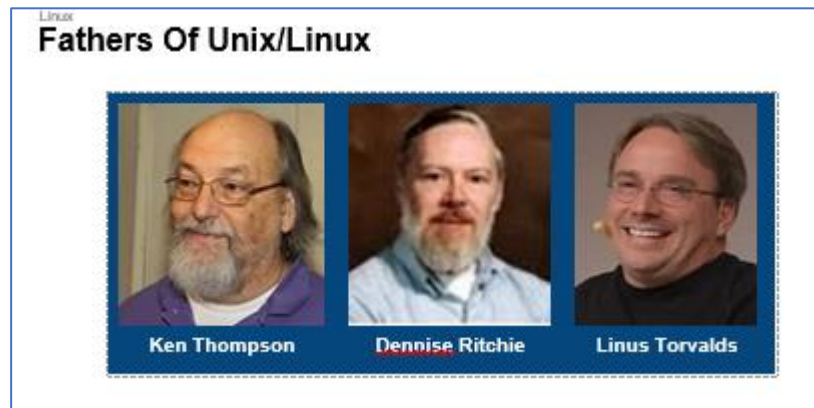 Linux
Fathers Of Unix/Linux
Ken Thompson Dennise Ritchie Linus Torvalds